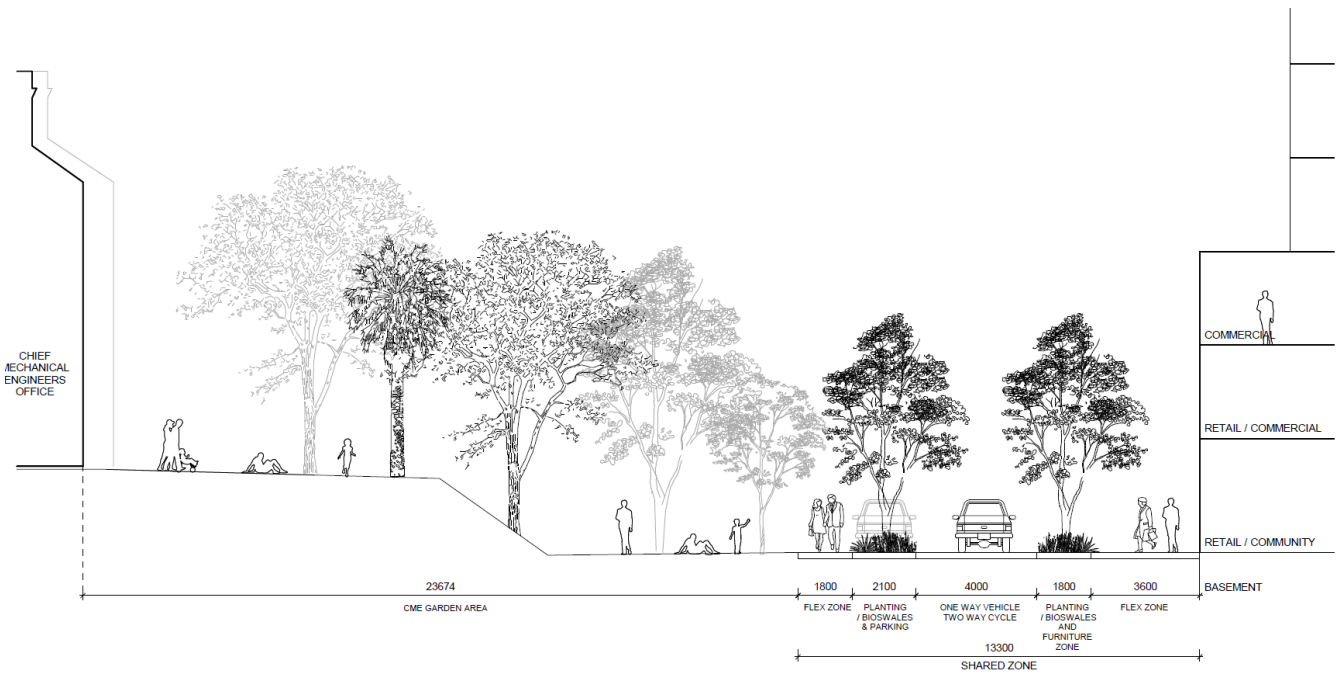 CHIEF
MECHANICAL
ENGINEERS
OFFICE
COMMERCIAL
RETAIL / COMMERCIAL
RETAIL / COMMUNITY
BASEMENT
23674
CME GARDEN AREA
1800
FLEX ZONE
2100
PLANTING
/ BIOSWALES
& PARKING
4000
ONE WAY VEHICLE
TWO WAY CYCLE
1800
PLANTING
/ BIOSWALES
AND
FURNITURE
ZONE
3600
FLEX ZONE
13300
SHARED ZONE